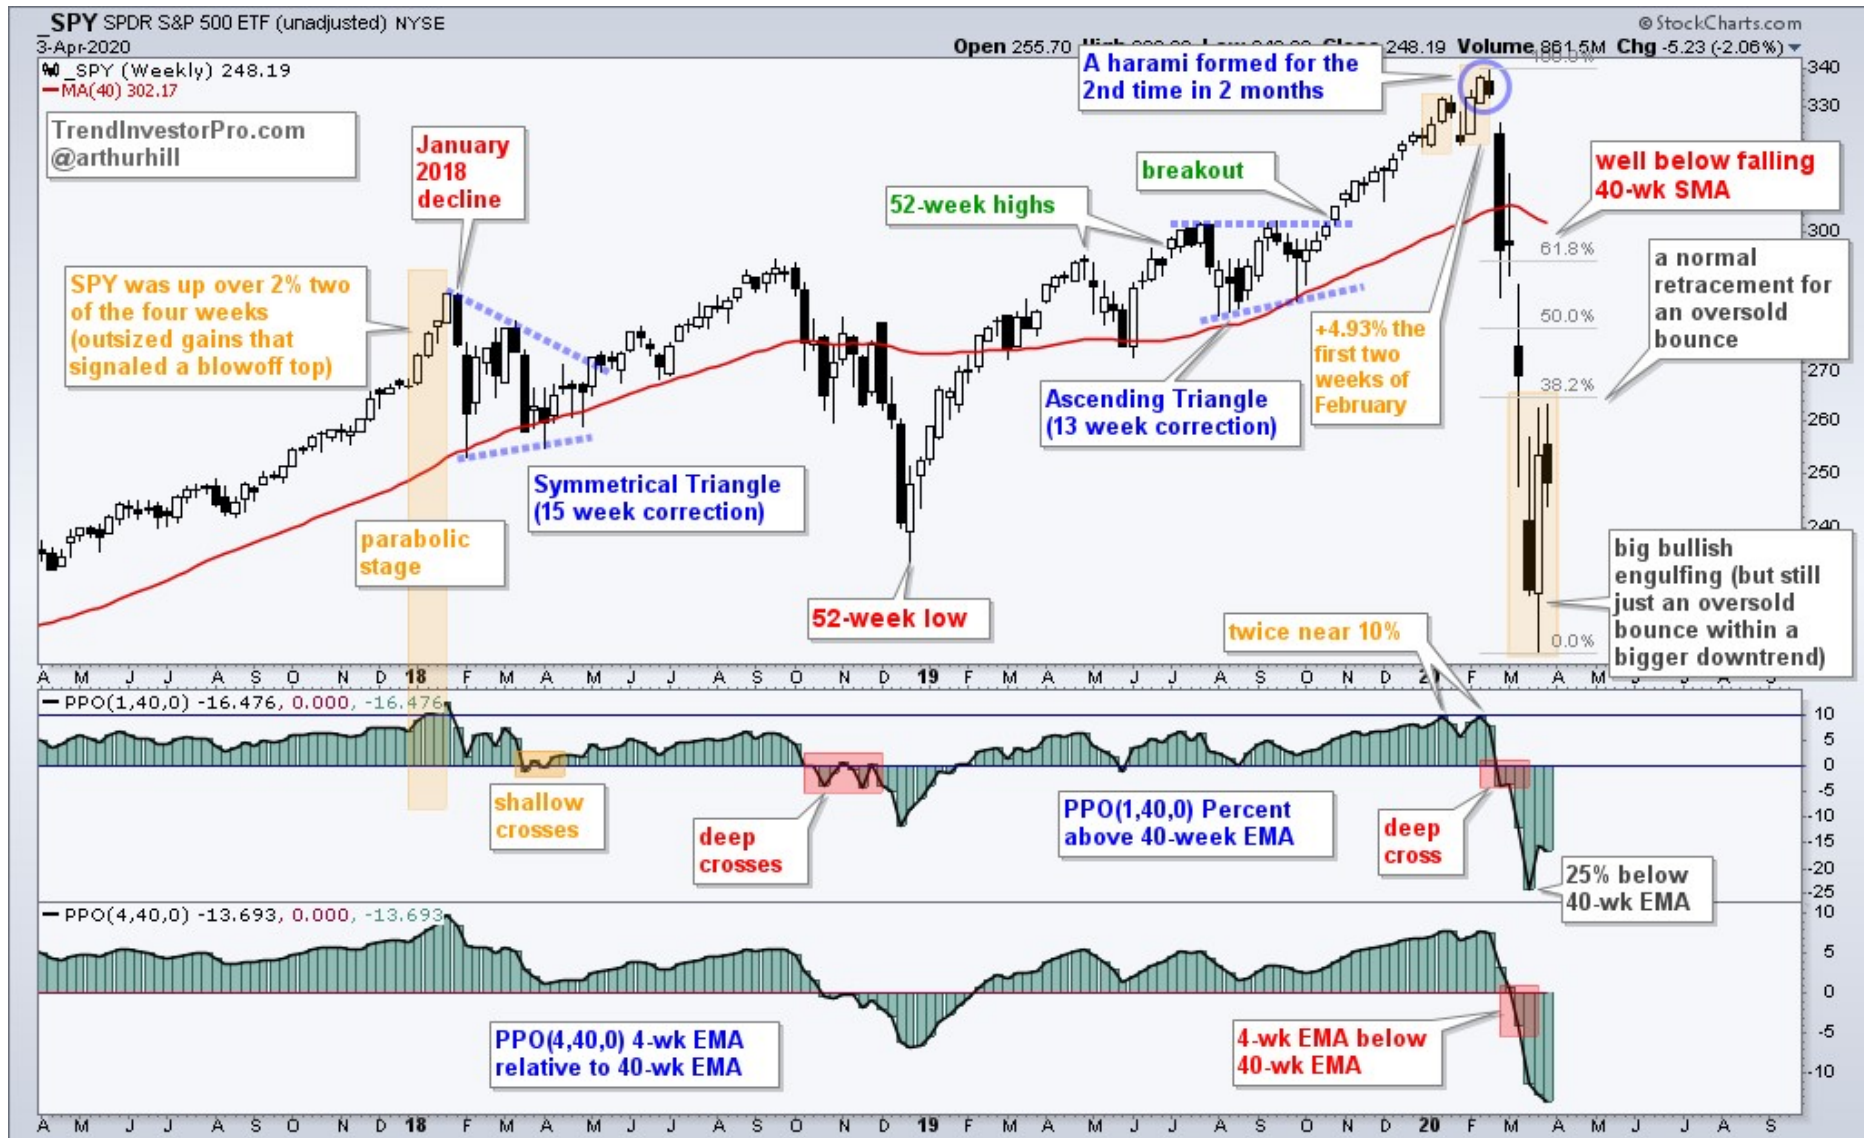 _SPY SPDR S&P 500 ETF (unadjusted) NYSE
© StockCharts.com
3-Apr-2020
Open 255.70 High Low Close 248.19 Volume 861.5M Chg -5.23 (-2.06%)
_SPY (Weekly) 248.19
MA(40) 302.17
TrendInvestorPro.com
@arthurhill
A harami formed for the
2nd time in 2 months
January
2018
decline
breakout
52-week highs
well below falling
40-wk SMA
SPY was up over 2% two
of the four weeks
(outsized gains that
signaled a blowoff top)
a normal
retracement for
an oversold
bounce
+4.93% the
first two
weeks of
February
Ascending Triangle
(13 week correction)
Symmetrical Triangle
(15 week correction)
parabolic
stage
52-week low
big bullish
engulfing (but still
just an oversold
bounce within a
bigger downtrend)
twice near 10%
100.0%
61.8%
50.0%
38.2%
0.0%
340
330
300
270
260
250
240
A M J J A S O N D 18 F M A M J J A S O N D 19 F M A M J J A S O N D 20 F M A M J J A S
PPO(1,40,0) -16.476, 0.000, -16.476
shallow
crosses
deep
crosses
PPO(1,40,0) Percent
above 40-week EMA
deep
cross
25% below
40-wk EMA
10
5
0
-5
-10
-15
-20
-25
PPO(4,40,0) -13.693, 0.000, -13.693
PPO(4,40,0) 4-wk EMA
relative to 40-wk EMA
4-wk EMA below
40-wk EMA
10
5
0
-5
-10
A M J J A S O N D 18 F M A M J J A S O N D 19 F M A M J J A S O N D 20 F M A M J J A S